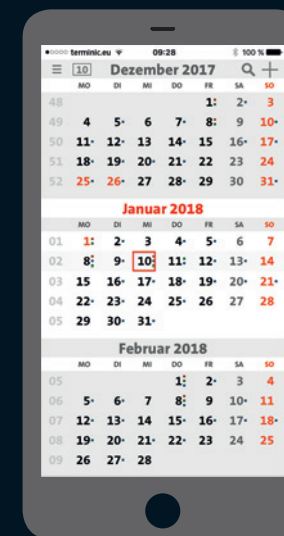 terminic.eu 09:28 100 %
10 Dezember 2017
MO DI MI DO FR SA SO
48 1 2 3
49 4 5 6 7 8 9 10
50 11 12 13 14 15 16 17
51 18 19 20 21 22 23 24
52 25 26 27 28 29 30 31
Januar 2018
MO DI MI DO FR SA SO
01 1 2 3 4 5 6 7
02 8 9 10 11 12 13 14
03 15 16 17 18 19 20 21
04 22 23 24 25 26 27 28
05 29 30 31
Februar 2018
MO DI MI DO FR SA SO
05 1 2 3 4
06 5 6 7 8 9 10 11
07 12 13 14 15 16 17 18
08 19 20 21 22 23 24 25
09 26 27 28